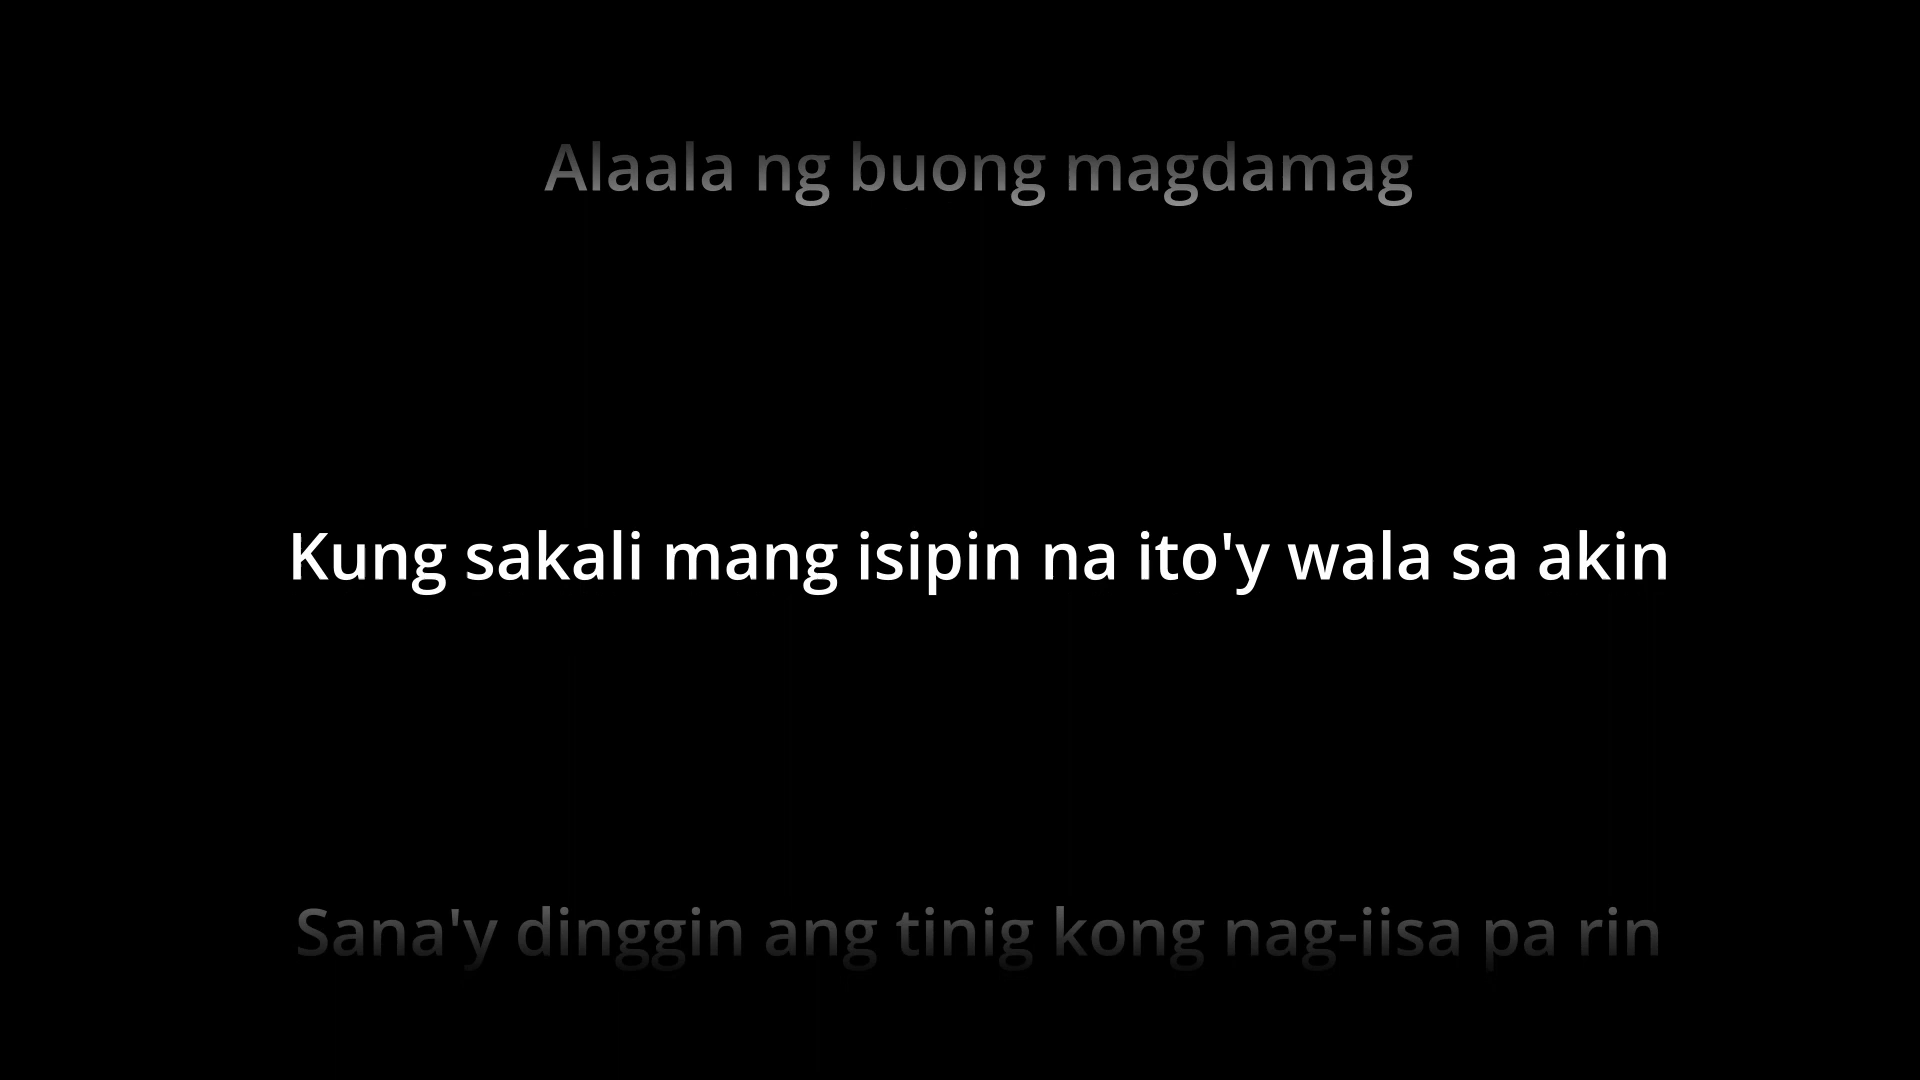 Alaala ng buong magdamag
Kung sakali mang isipin na ito'y wala sa akin
Sana'y dinggin ang tinig kong nag-iisa pa rin